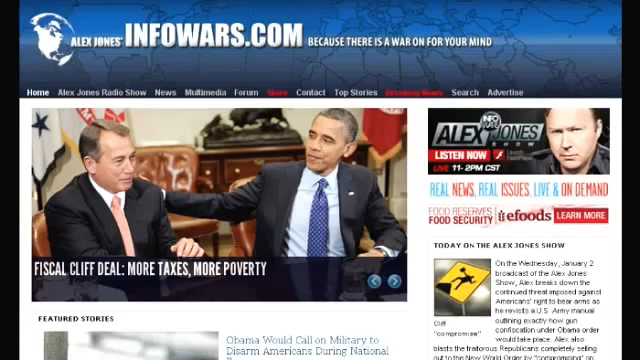 ALEX JONES' INFOWARS.COM BECAUSE THERE IS A WAR ON FOR YOUR MIND
Home Alex Jones Radio Show News Multimedia Forum Store Contact Top Stories Breaking News Search Advertise
FISCAL CLIFF DEAL: MORE TAXES, MORE POVERTY
FEATURED STORIES
Obama Would Call on Military to
Disarm Americans During National
INFO WARS
ALEX JONES
SHOW
LISTEN NOW
LIVE 11- 2PM CST
REAL NEWS, REAL ISSUES. LIVE & ON DEMAND
FOOD RESERVES
FOOD SECURITY
efoods LEARN MORE
TODAY ON THE ALEX JONES SHOW
On the Wednesday, January 2
broadcast of the Alex Jones
Show, Alex breaks down the
continued threat imposed against
Americans' right to bear arms as
he revisits a U.S. Army manual
outlining exactly how gun
confiscation under Obama order
would take place. Alex also
Cliff
"compromise"
blasts the traitorous Republicans completely selling
out to the New World Order by "compromising" on